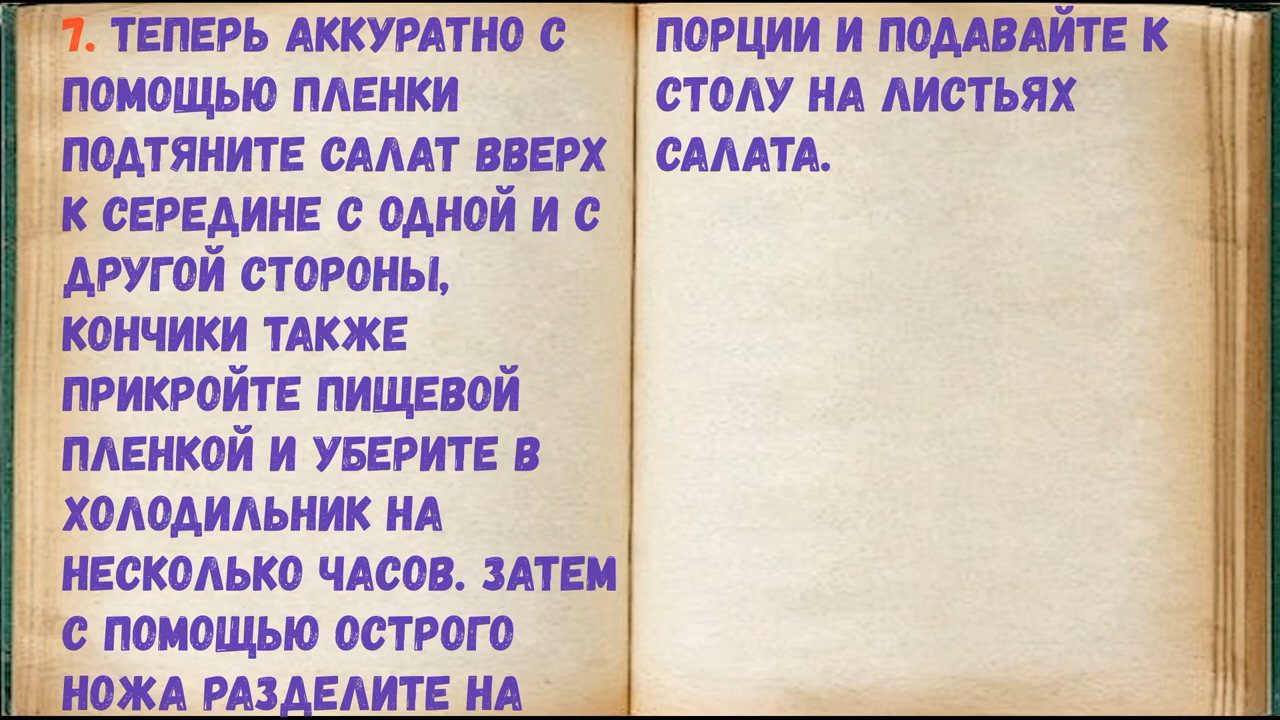 7. ТЕПЕРЬ АККУРАТНО С
ПОМОЩЬЮ ПЛЕНКИ
ПОДТЯНИТЕ САЛАТ ВВЕРХ
К СЕРЕДИНЕ С ОДНОЙ И С
ДРУГОЙ СТОРОНЫ,
КОНЧИКИ ТАКЖЕ
ПРИКРОЙТЕ ПИЩЕВОЙ
ПЛЕНКОЙ И УБЕРИТЕ В
ХОЛОДИЛЬНИК НА
НЕСКОЛЬКО ЧАСОВ. ЗАТЕМ
С ПОМОЩЬЮ ОСТРОГО
НОЖА РАЗДЕЛИТЕ НА
ПОРЦИИ И ПОДАВАЙТЕ К
СТОЛУ НА ЛИСТЬЯХ
САЛАТА.